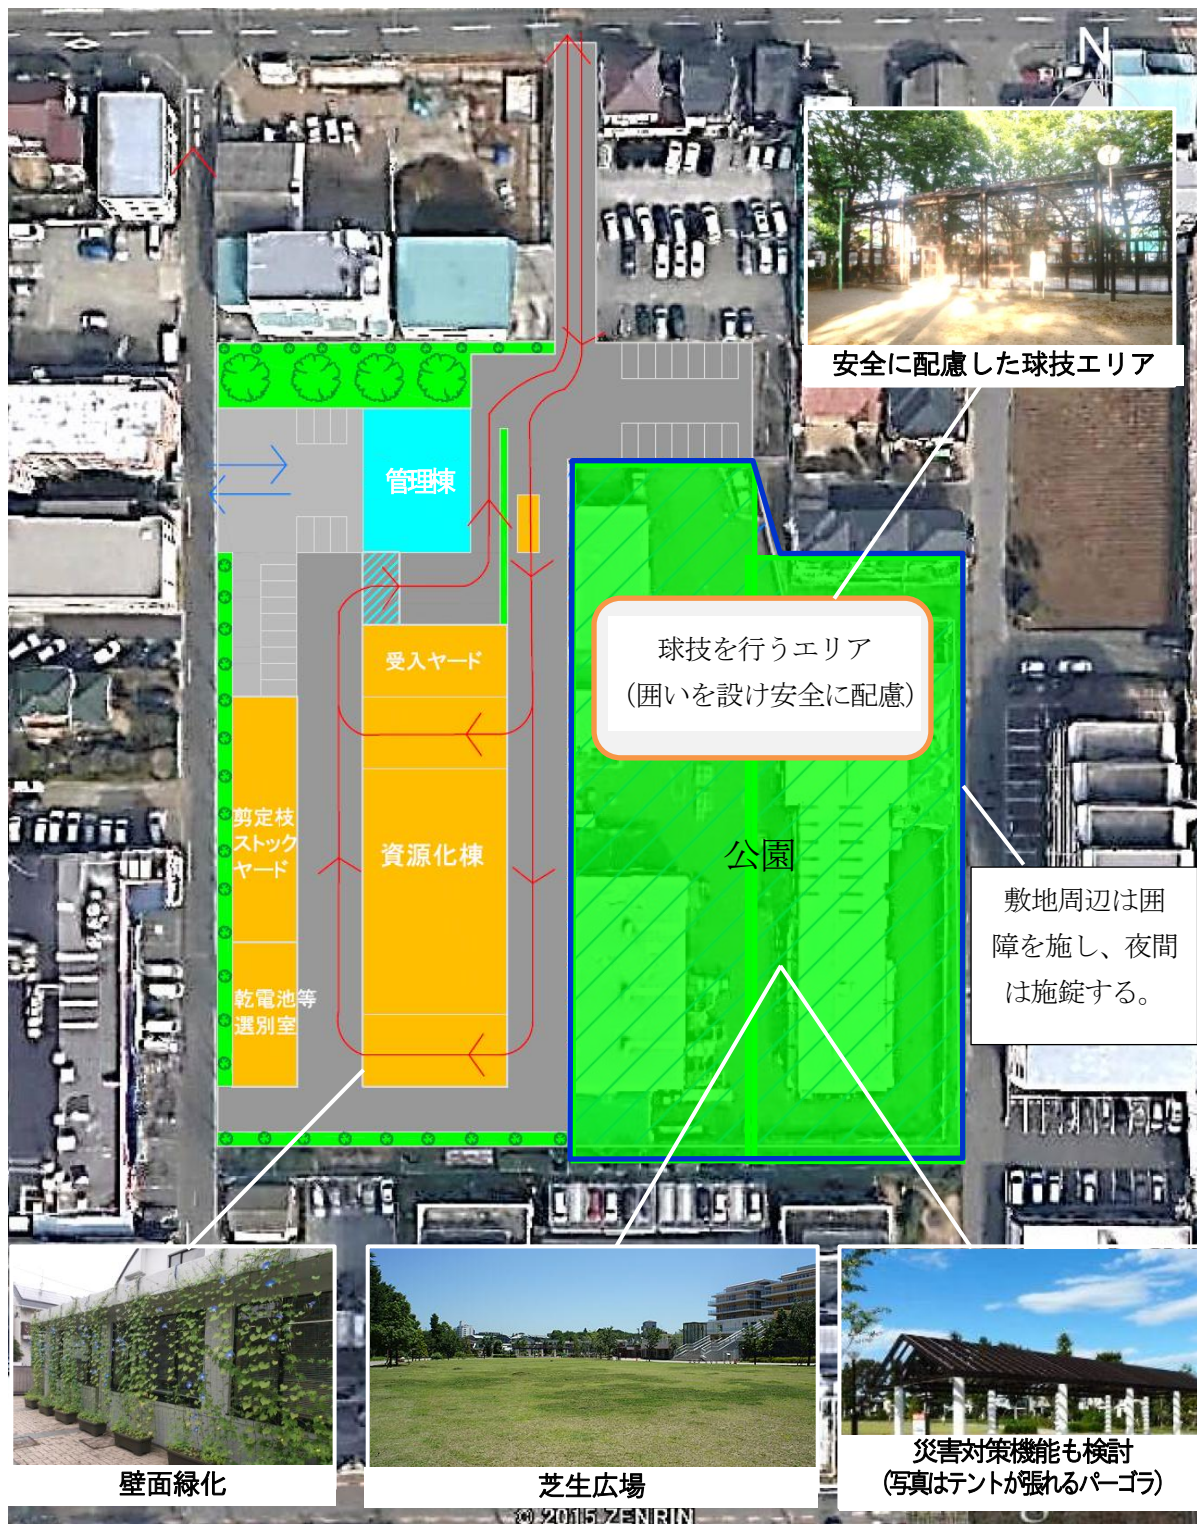 N
安全に配慮した球技エリア
管理棟
球技を行うエリア
(囲いを設け安全に配慮)
受入ヤード
剪定枝
ストック
ヤード
資源化棟
公園
敷地周辺は囲
障を施し、夜間
は施錠する。
乾電池等
選別室
壁面緑化
芝生広場
災害対策機能も検討
(写真はテントが張れるパーゴラ)
© 2015 ZENRIN